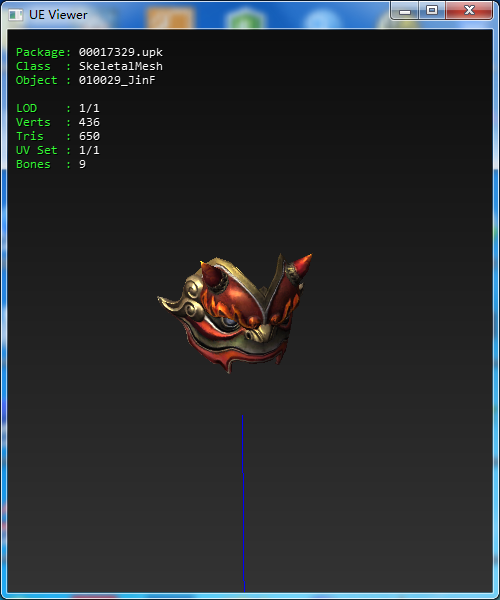 UE Viewer
Package: 00017329.upk
Class : SkeletalMesh
Object : 010029_JinF
LOD : 1/1
Verts : 436
Tris : 650
UV Set : 1/1
Bones : 9